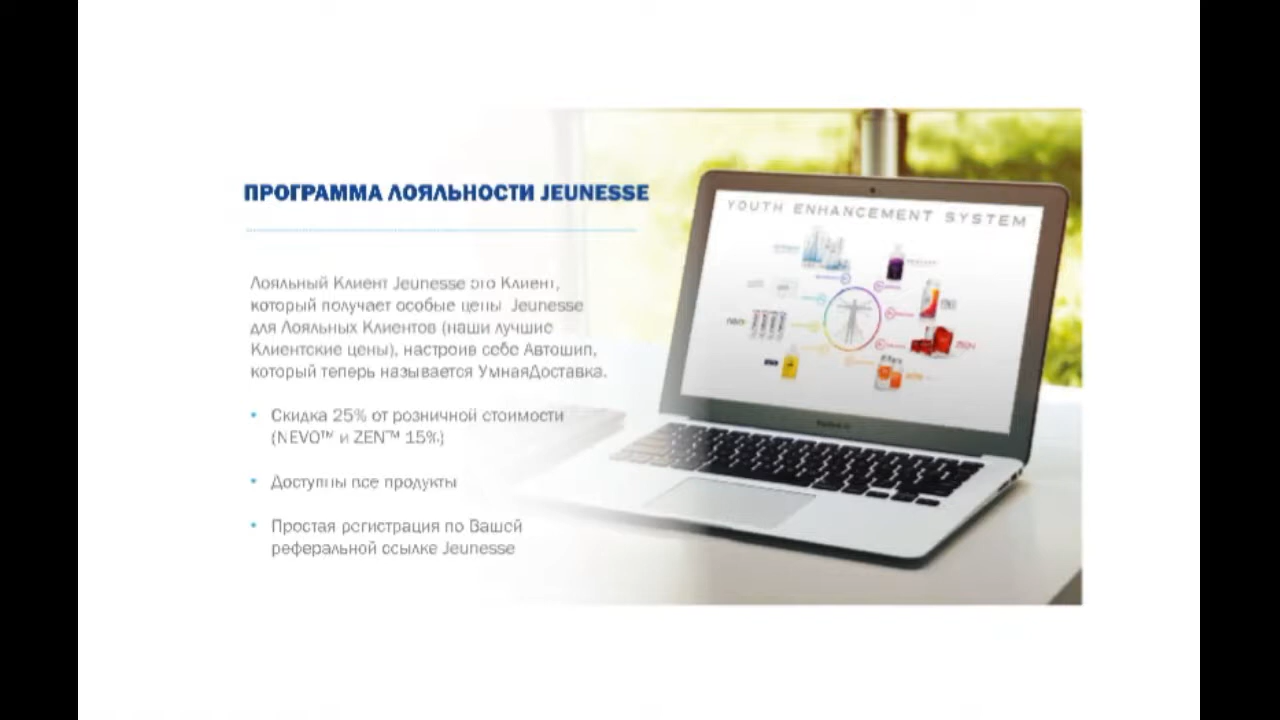 ПРОГРАММА ЛОЯЛЬНОСТИ JEUNESSE
Лояльный Клиент Jeunesse это Клиент,
который получает особые цены Jeunesse
для Лояльных Клиентов (наши лучшие
Клиентские цены), настроив себе Автошип,
который теперь называется УмнаяДоставка.
• Скидка 25% от розничной стоимости
(NEVO™ и ZEN™ 15%)
• Доступны все продукты
• Простая регистрация по Вашей
реферальной ссылке Jeunesse
YOUTH ENHANCEMENT SYSTEM